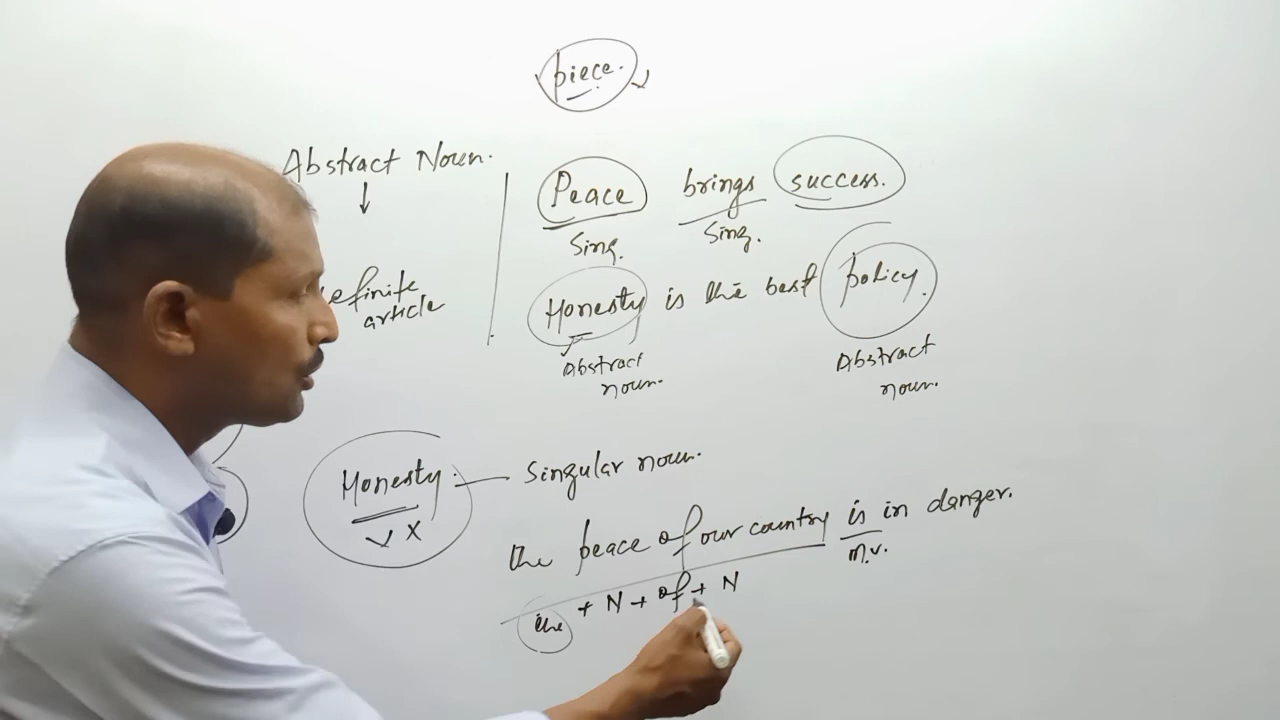 piece.
Abstract Noun.
Peace brings success.
Sing. Sing.
efinite
article
Honesty is the best policy.
Abstract
noun.
Abstract
noun.
Honesty. Singular noun.
the peace of our country is in danger.
m.v.
the + N + of + N